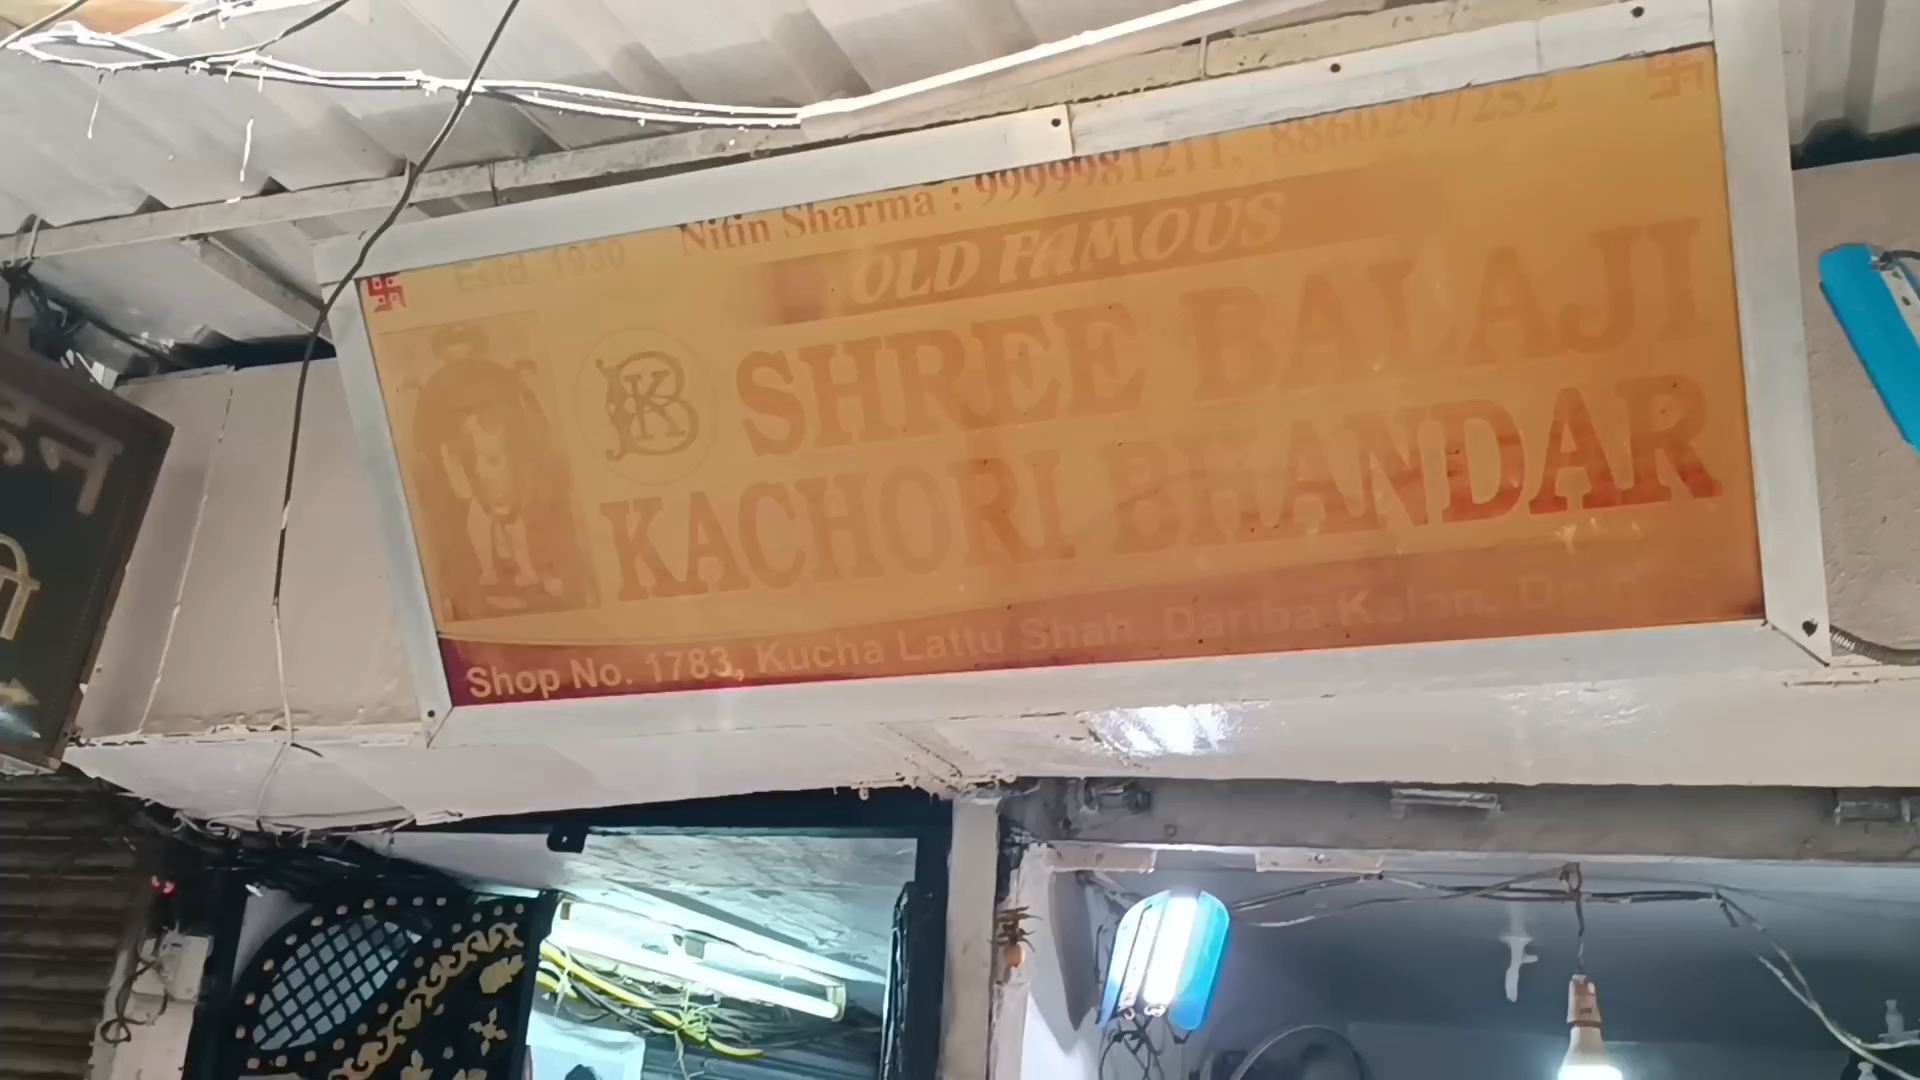 Estd. 1930
Nitin Sharma : 9999981211, 8860297252
OLD FAMOUS
BK
SHREE BALAJI
KACHORI BHANDAR
Shop No. 1783, Kucha Lattu Shah Dariba Kalan,